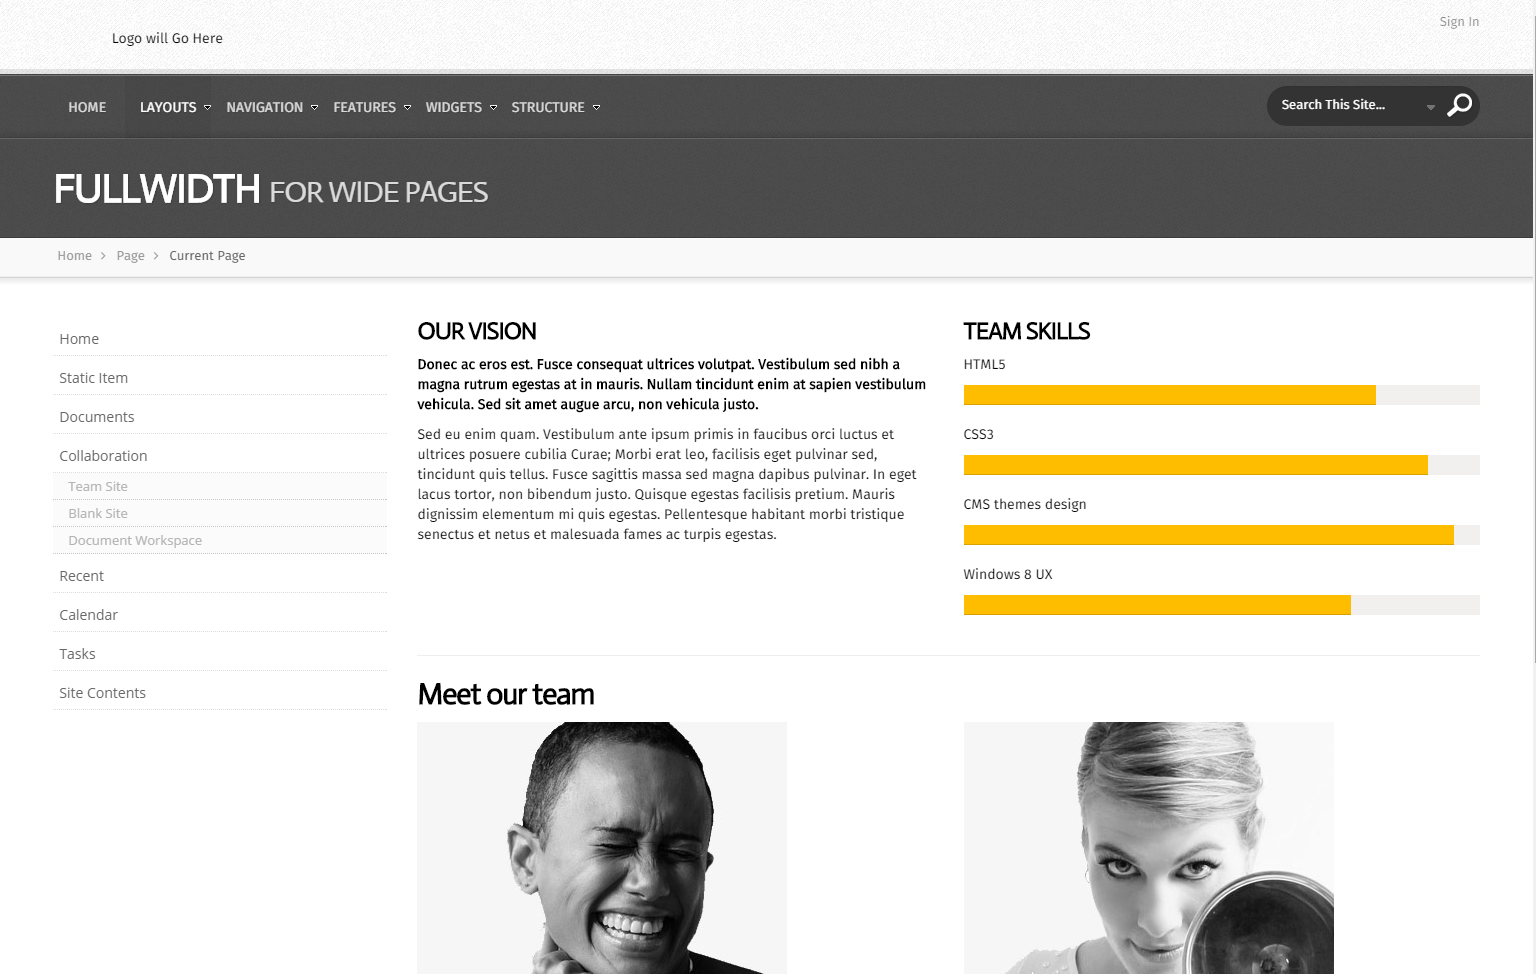 Sign In
Logo will Go Here
HOME LAYOUTS NAVIGATION FEATURES WIDGETS STRUCTURE
Search This Site...
FULLWIDTH FOR WIDE PAGES
Home > Page > Current Page
Home
Static Item
Documents
Collaboration
Team Site
Blank Site
Document Workspace
Recent
Calendar
Tasks
Site Contents
OUR VISION
Donec ac eros est. Fusce consequat ultrices volutpat. Vestibulum sed nibh a
magna rutrum egestas at in mauris. Nullam tincidunt enim at sapien vestibulum
vehicula. Sed sit amet augue arcu, non vehicula justo.
Sed eu enim quam. Vestibulum ante ipsum primis in faucibus orci luctus et
ultrices posuere cubilia Curae; Morbi erat leo, facilisis eget pulvinar sed,
tincidunt quis tellus. Fusce sagittis massa sed magna dapibus pulvinar. In eget
lacus tortor, non bibendum justo. Quisque egestas facilisis pretium. Mauris
dignissim elementum mi quis egestas. Pellentesque habitant morbi tristique
senectus et netus et malesuada fames ac turpis egestas.
TEAM SKILLS
HTML5
CSS3
CMS themes design
Windows 8 UX
Meet our team